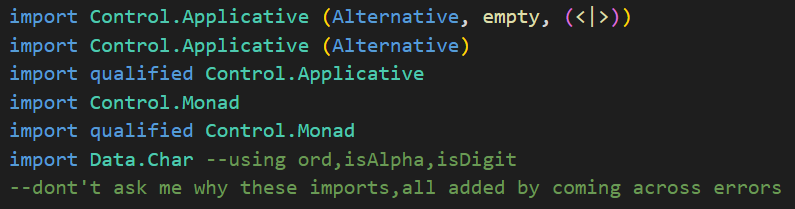 import Control.Applicative (Alternative, empty, (<|>))
import Control.Applicative (Alternative)
import qualified Control.Applicative
import Control.Monad
import qualified Control.Monad
import Data.Char --using ord,isAlpha,isDigit
--dont't ask me why these imports,all added by coming across errors